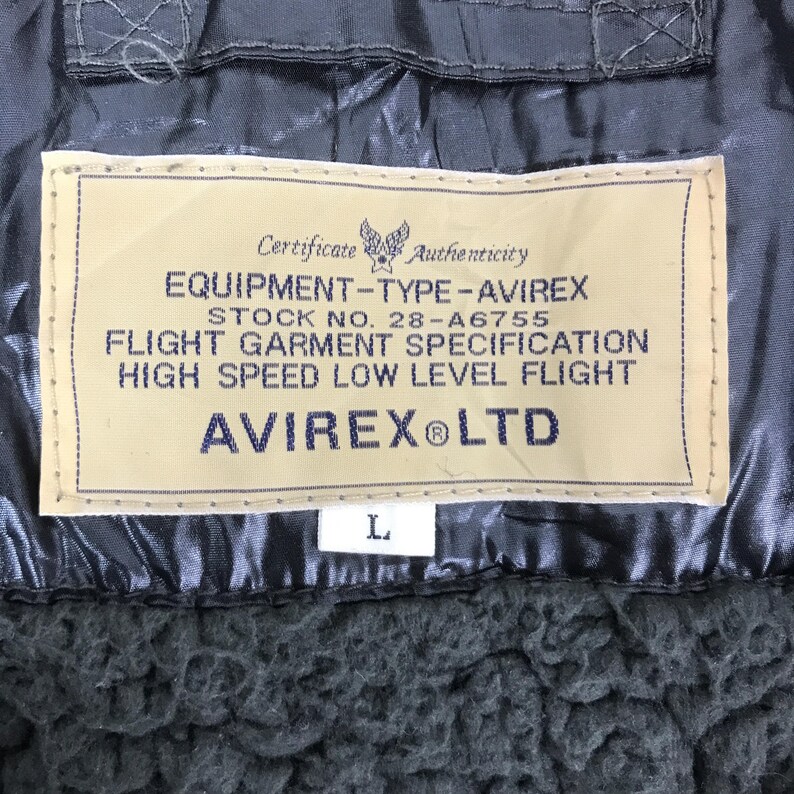 Certificate Authenticity
EQUIPMENT-TYPE-AVIREX
STOCK NO. 28-A6755
FLIGHT GARMENT SPECIFICATION
HIGH SPEED LOW LEVEL FLIGHT
AVIREX® LTD
L